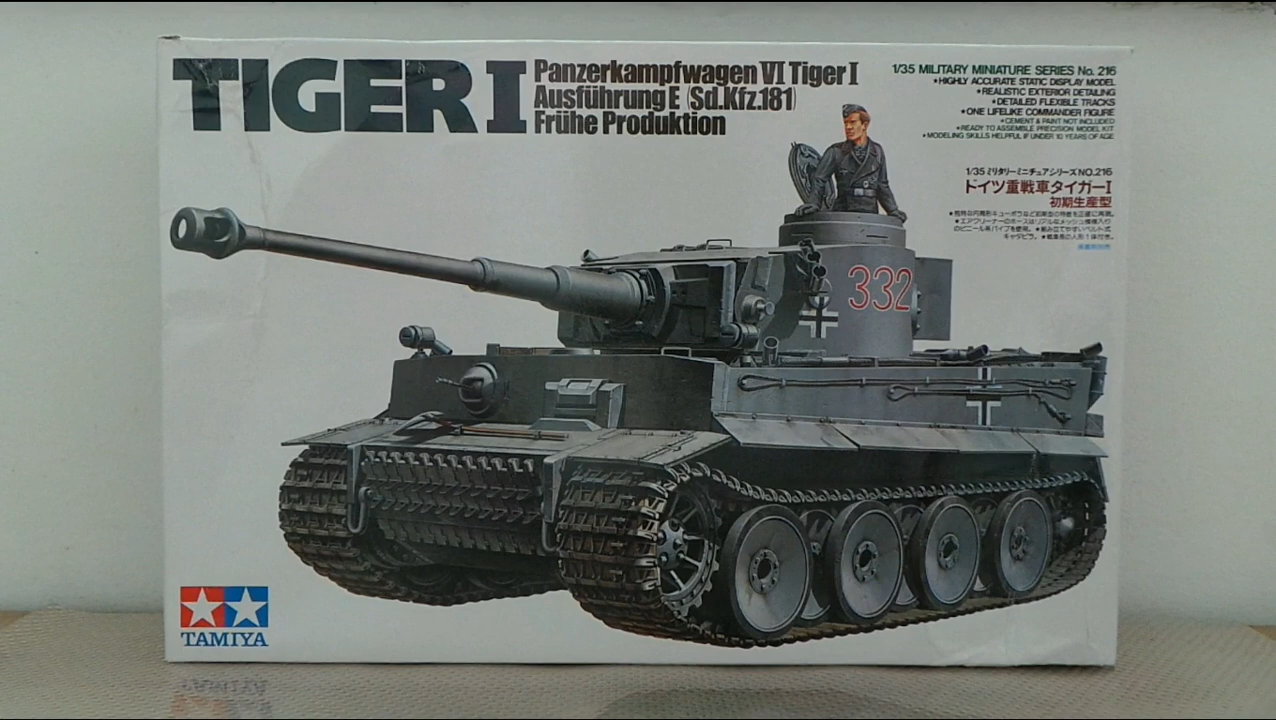 TIGER I
Panzerkampfwagen VI Tiger I
Ausführung E (Sd.Kfz.181)
Frühe Produktion
1/35 MILITARY MINIATURE SERIES No. 216
*HIGHLY ACCURATE STATIC DISPLAY MODEL
*REALISTIC EXTERIOR DETAILING
*DETAILED FLEXIBLE TRACKS
*ONE LIFELIKE COMMANDER FIGURE
*CEMENT & PAINT NOT INCLUDED
*READY TO ASSEMBLE PRECISION MODEL KIT
*MODELING SKILLS HELPFUL IF UNDER 10 YEARS OF AGE
1/35 ミリタリーミニチュアシリーズ NO.216
ドイツ重戦車タイガーI
初期生産型
332
TAMIYA